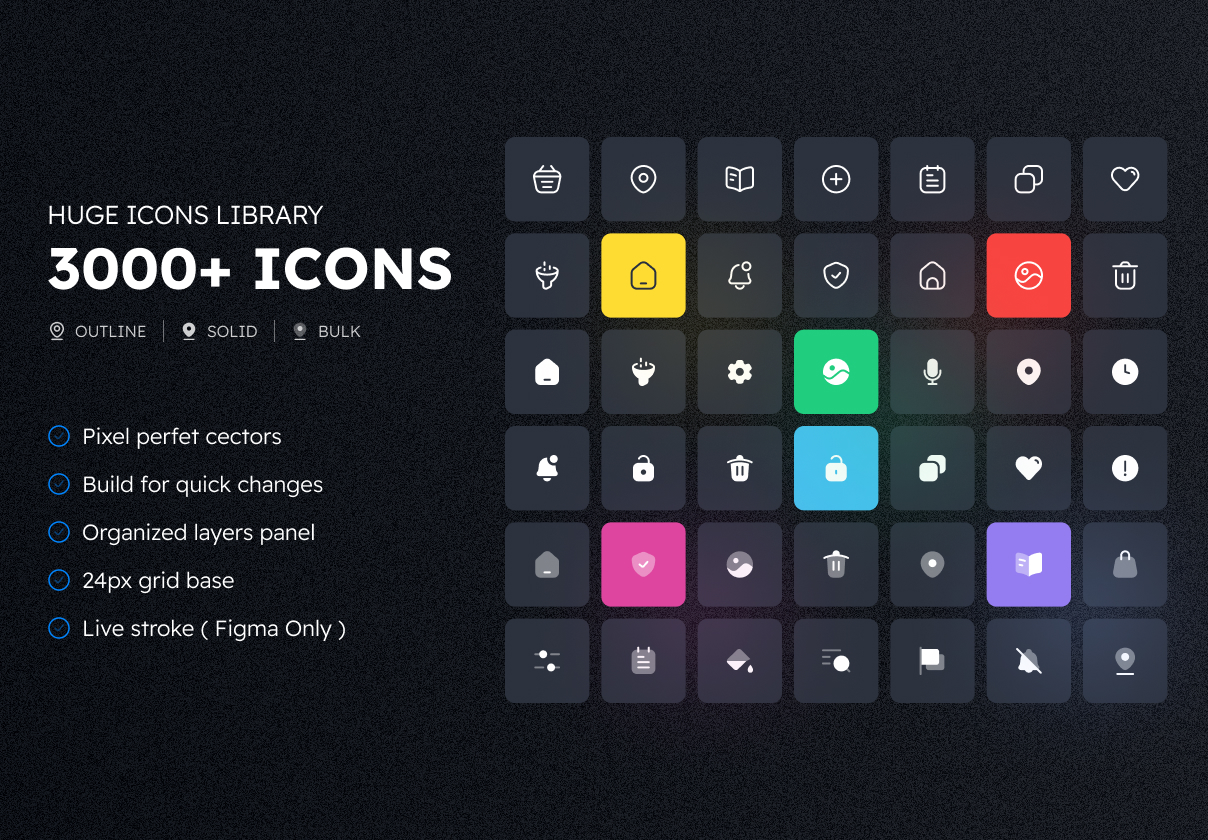 HUGE ICONS LIBRARY
3000+ ICONS
OUTLINE SOLID BULK
Pixel perfet cectors
Build for quick changes
Organized layers panel
24px grid base
Live stroke ( Figma Only )